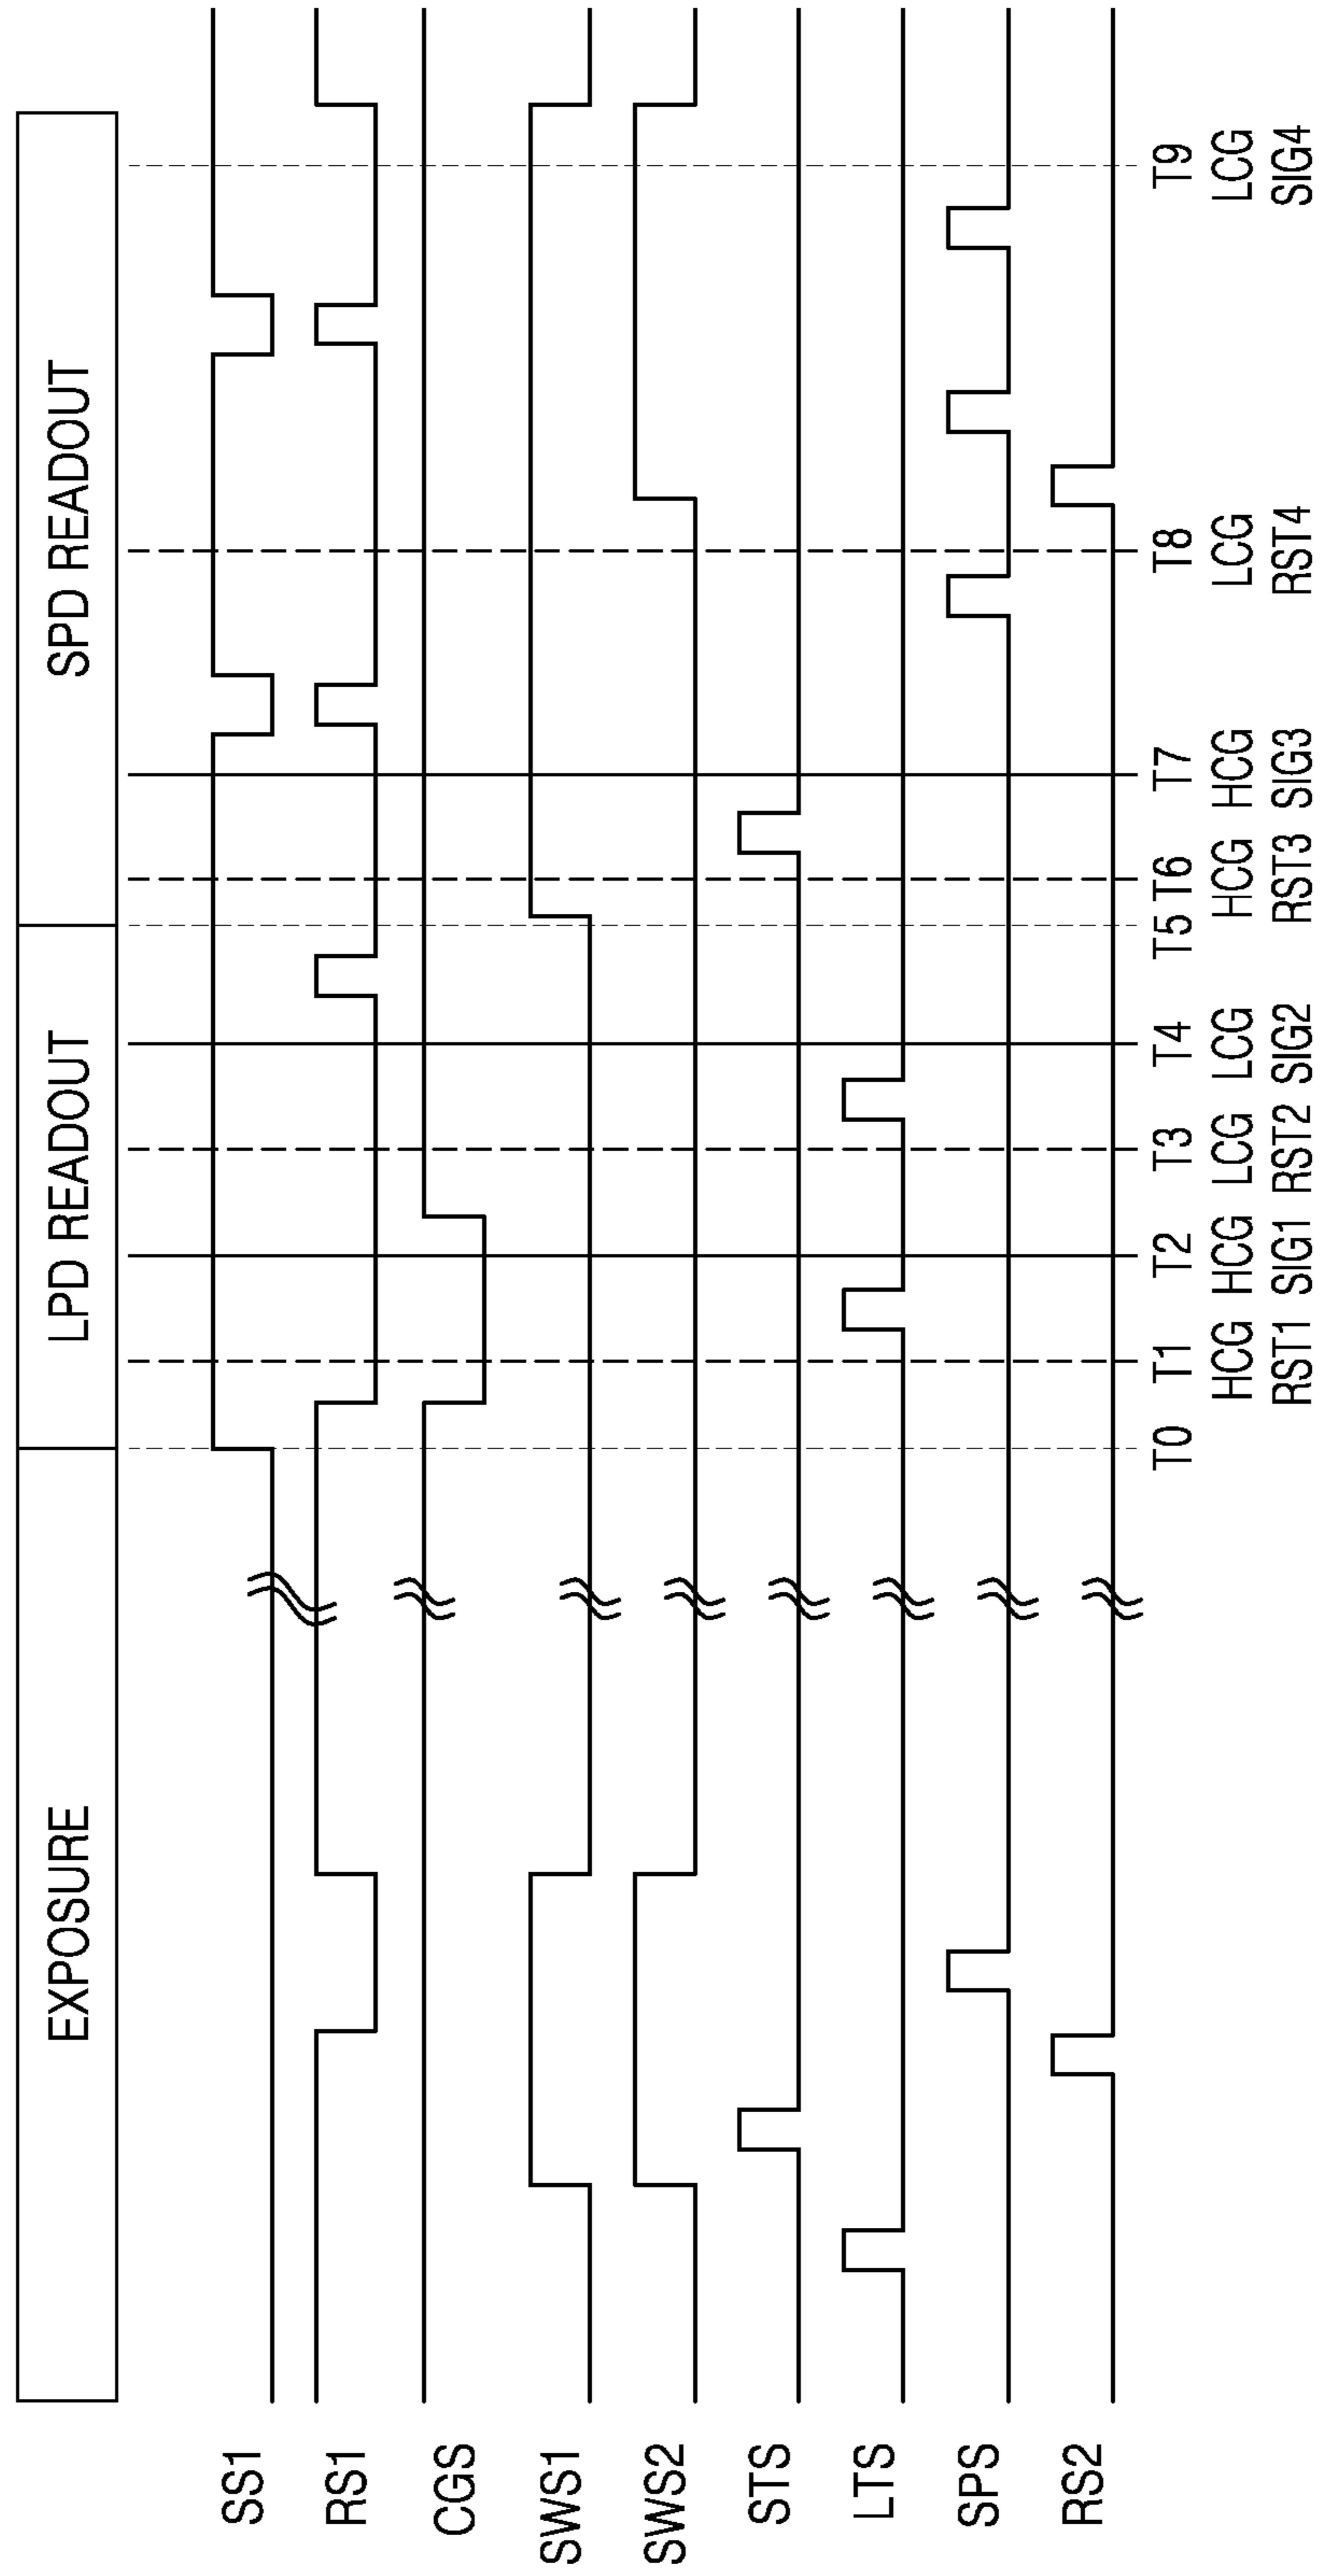 EXPOSURE
LPD READOUT
SPD READOUT
SS1
RS1
CGS
SWS1
SWS2
STS
LTS
SPS
RS2
T0 T1 T2 T3 T4 T5 T6 T7 T8 T9
HCG HCG LCG LCG HCG HCG LCG LCG
RST1 SIG1 RST2 SIG2 RST3 SIG3 RST4 SIG4